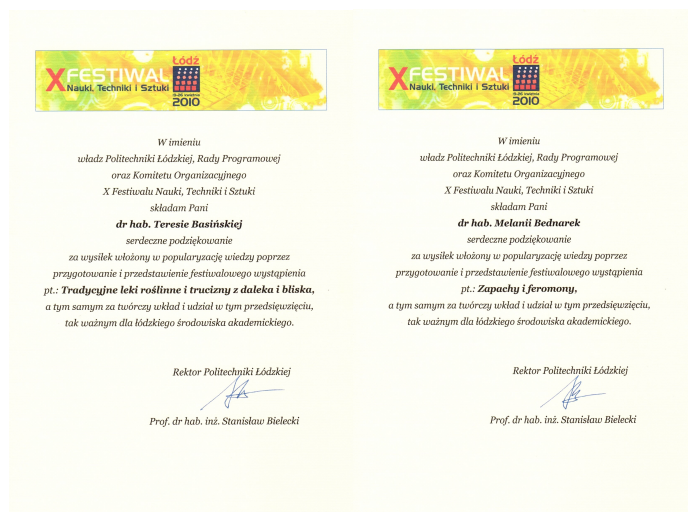 XFESTIWAL
Nauki, Techniki i Sztuki
Łódź
2010
W imieniu
władz Politechniki Łódzkiej, Rady Programowej
oraz Komitetu Organizacyjnego
X Festiwalu Nauki, Techniki i Sztuki
składam Pani
dr hab. Teresie Basińskiej
serdeczne podziękowanie
za wysiłek włożony w popularyzację wiedzy poprzez
przygotowanie i przedstawienie festiwalowego wystąpienia
pt.: Tradycyjne leki roślinne i trucizny z daleka i bliska,
a tym samym za twórczy wkład i udział w tym przedsięwzięciu,
tak ważnym dla łódzkiego środowiska akademickiego.
Rektor Politechniki Łódzkiej
Prof. dr hab. inż. Stanisław Bielecki
XFESTIWAL
Nauki, Techniki i Sztuki
Łódź
2010
W imieniu
władz Politechniki Łódzkiej, Rady Programowej
oraz Komitetu Organizacyjnego
X Festiwalu Nauki, Techniki i Sztuki
składam Pani
dr hab. Melanii Bednarek
serdeczne podziękowanie
za wysiłek włożony w popularyzację wiedzy poprzez
przygotowanie i przedstawienie festiwalowego wystąpienia
pt.: Zapachy i feromony,
a tym samym za twórczy wkład i udział w tym przedsięwzięciu,
tak ważnym dla łódzkiego środowiska akademickiego.
Rektor Politechniki Łódzkiej
Prof. dr hab. inż. Stanisław Bielecki